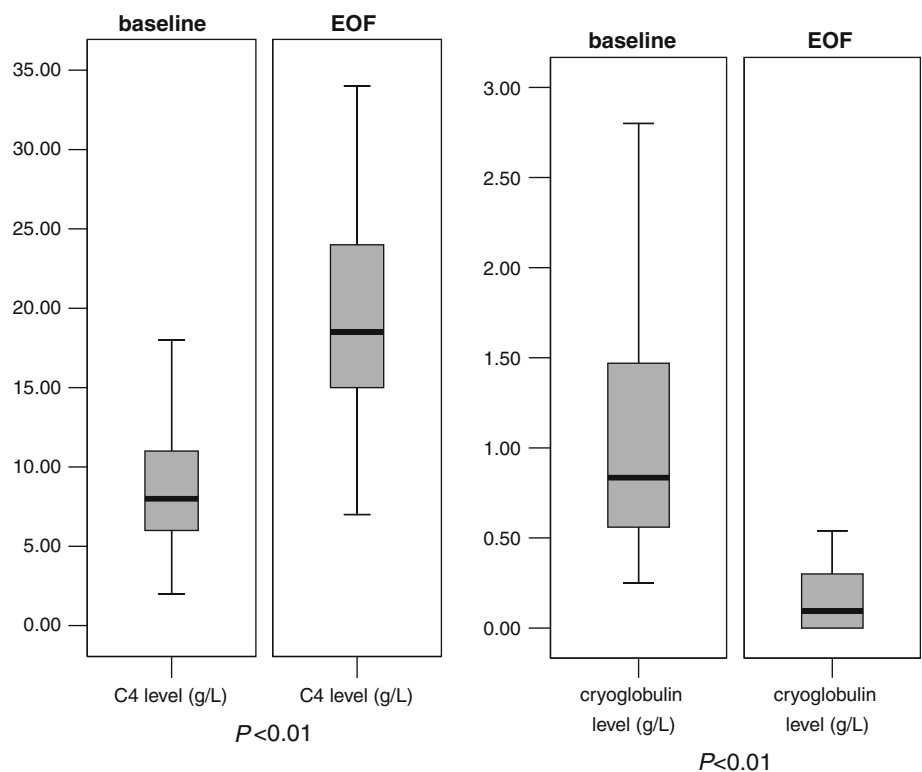 baseline EOF
35.00
30.00
25.00
20.00
15.00
10.00
5.00
0.00
C4 level (g/L) C4 level (g/L)
P<0.01
baseline EOF
3.00
2.50
2.00
1.50
1.00
0.50
0.00
cryoglobulin cryoglobulin
level (g/L) level (g/L)
P<0.01